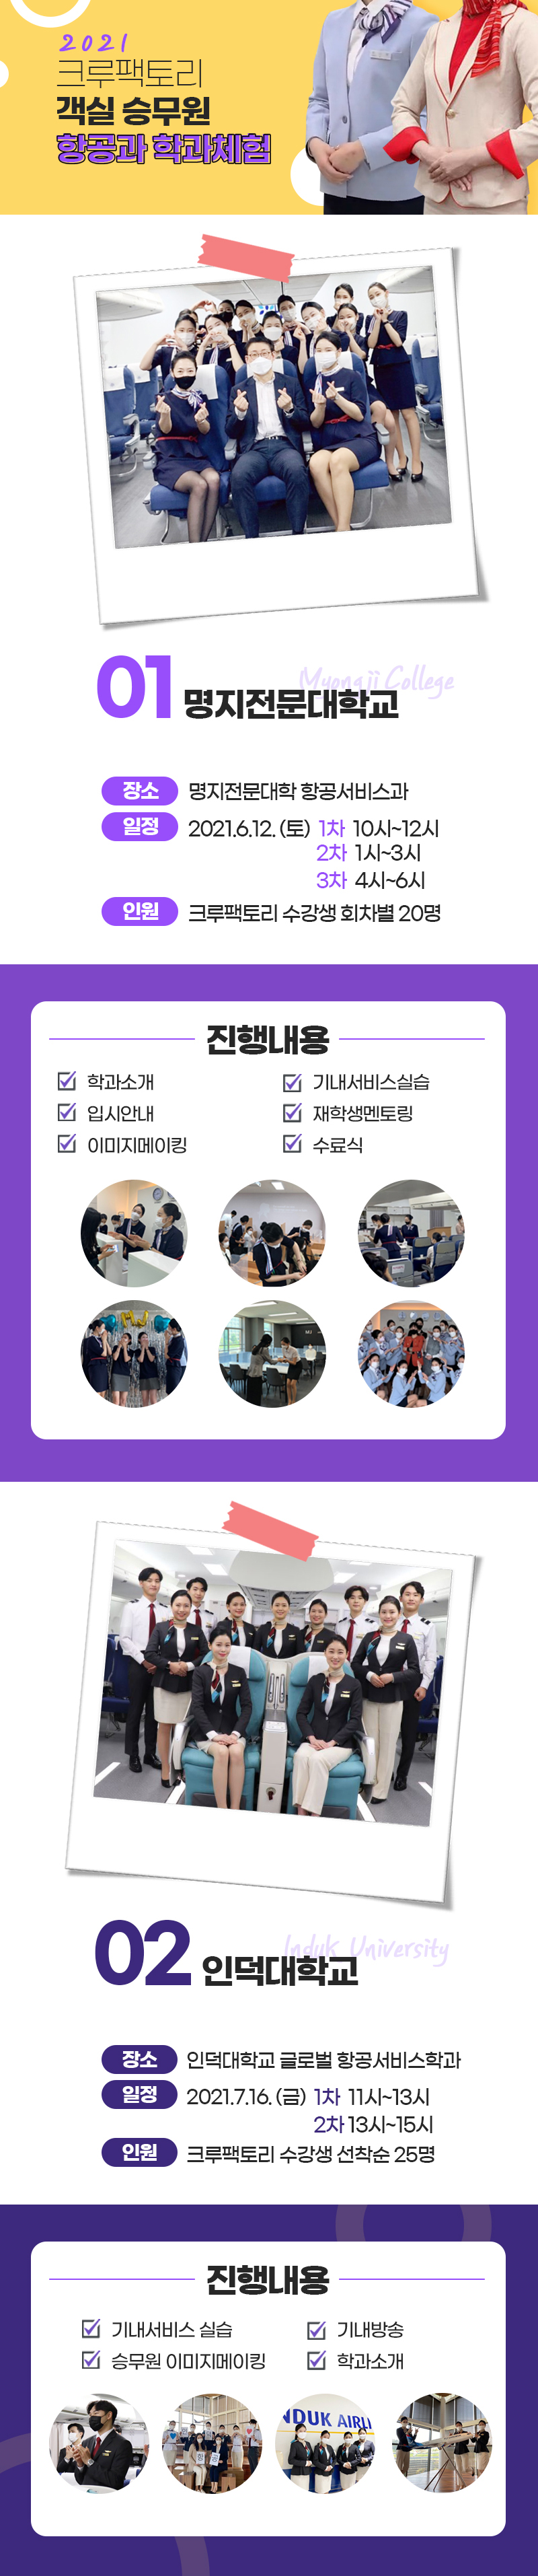 2021
크루팩토리
객실 승무원
항공과 학과체험
01 명지전문대학교
Myongji College
장소 명지전문대학 항공서비스과
일정 2021.6.12. (토) 1차 10시~12시
2차 1시~3시
3차 4시~6시
인원 크루팩토리 수강생 회차별 20명
진행내용
학과소개 기내서비스실습
입시안내 재학생멘토링
이미지메이킹 수료식
MJ
MJ
02 인덕대학교
Induk University
장소 인덕대학교 글로벌 항공서비스학과
일정 2021.7.16. (금) 1차 11시~13시
2차 13시~15시
인원 크루팩토리 수강생 선착순 25명
진행내용
기내서비스 실습 기내방송
승무원 이미지메이킹 학과소개
NDUK AIRLI